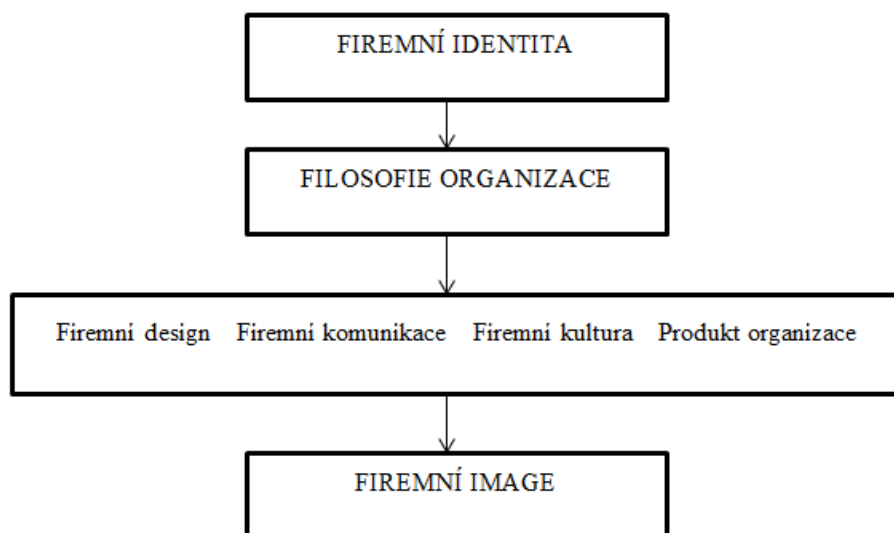 FIREMNÍ IDENTITA
FILOSOFIE ORGANIZACE
Firemní design Firemní komunikace Firemní kultura Produkt organizace
FIREMNÍ IMAGE